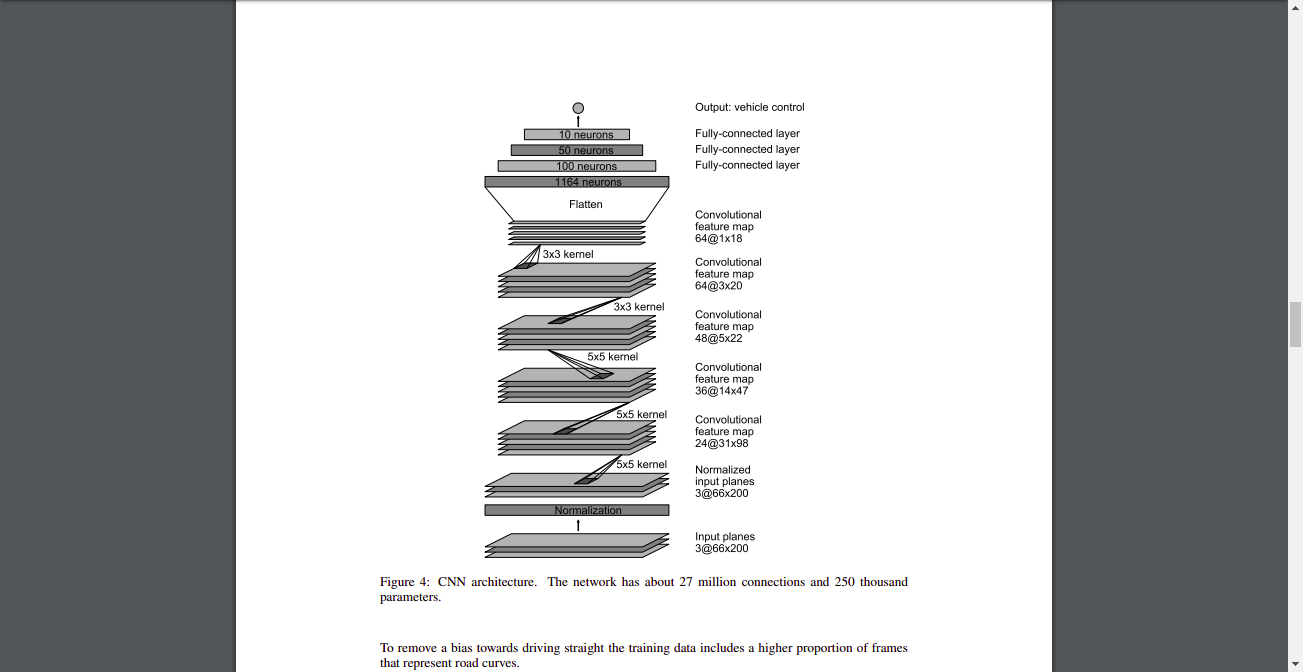 Output: vehicle control
10 neurons
Fully-connected layer
50 neurons
Fully-connected layer
100 neurons
Fully-connected layer
1164 neurons
Flatten
Convolutional
feature map
64@1x18
3x3 kernel
Convolutional
feature map
64@3x20
3x3 kernel
Convolutional
feature map
48@5x22
5x5 kernel
Convolutional
feature map
36@14x47
5x5 kernel
Convolutional
feature map
24@31x98
5x5 kernel
Normalized
input planes
3@66x200
Normalization
Input planes
3@66x200
Figure 4: CNN architecture. The network has about 27 million connections and 250 thousand
parameters.
To remove a bias towards driving straight the training data includes a higher proportion of frames
that represent road curves.